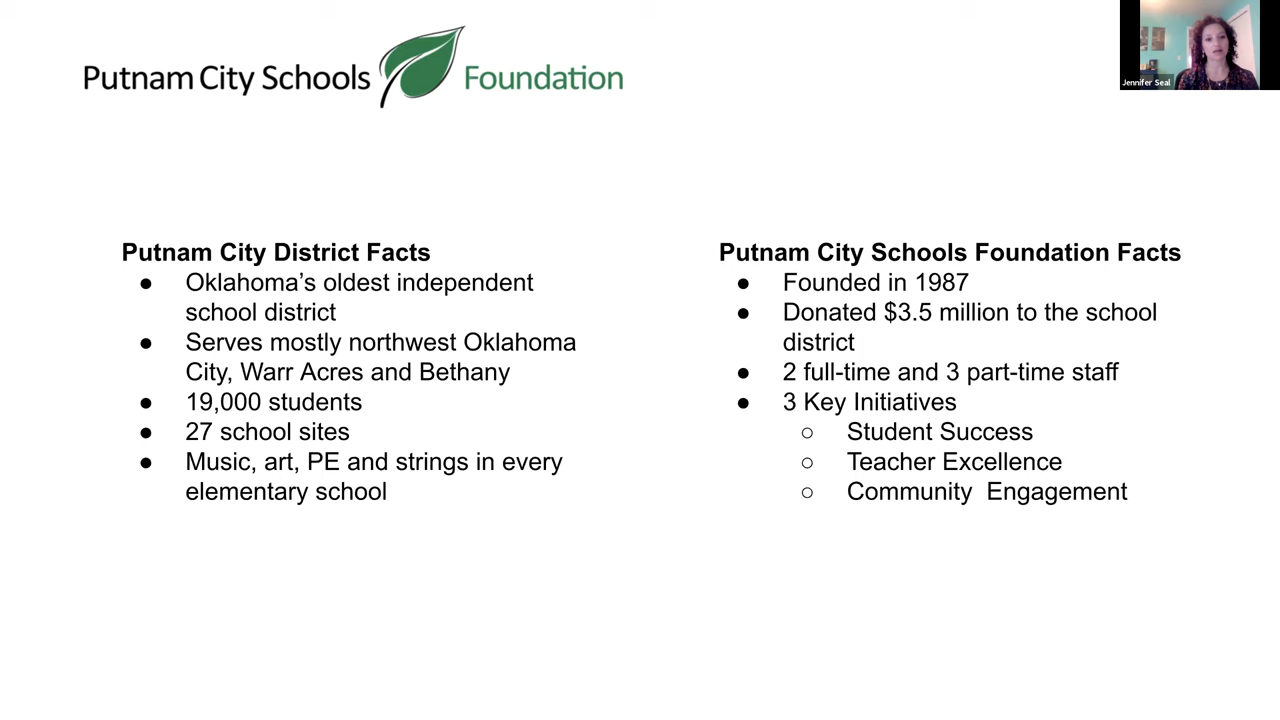 Putnam City Schools Foundation
Jennifer Seal
Putnam City District Facts
● Oklahoma’s oldest independent
school district
● Serves mostly northwest Oklahoma
City, Warr Acres and Bethany
● 19,000 students
● 27 school sites
● Music, art, PE and strings in every
elementary school
Putnam City Schools Foundation Facts
● Founded in 1987
● Donated $3.5 million to the school
district
● 2 full-time and 3 part-time staff
● 3 Key Initiatives
○ Student Success
○ Teacher Excellence
○ Community  Engagement